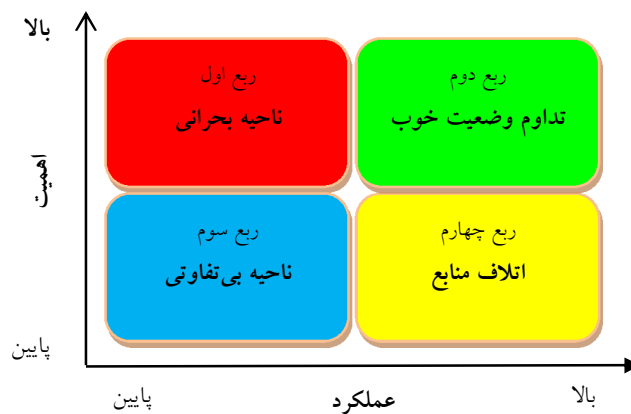 بالا
ربع اول
ناحیه بحرانی
ربع دوم
تداوم وضعیت خوب
اهمیت
ربع سوم
ناحیه بی‌تفاوتی
ربع چهارم
اتلاف منابع
پایین
پایین
عملکرد
بالا